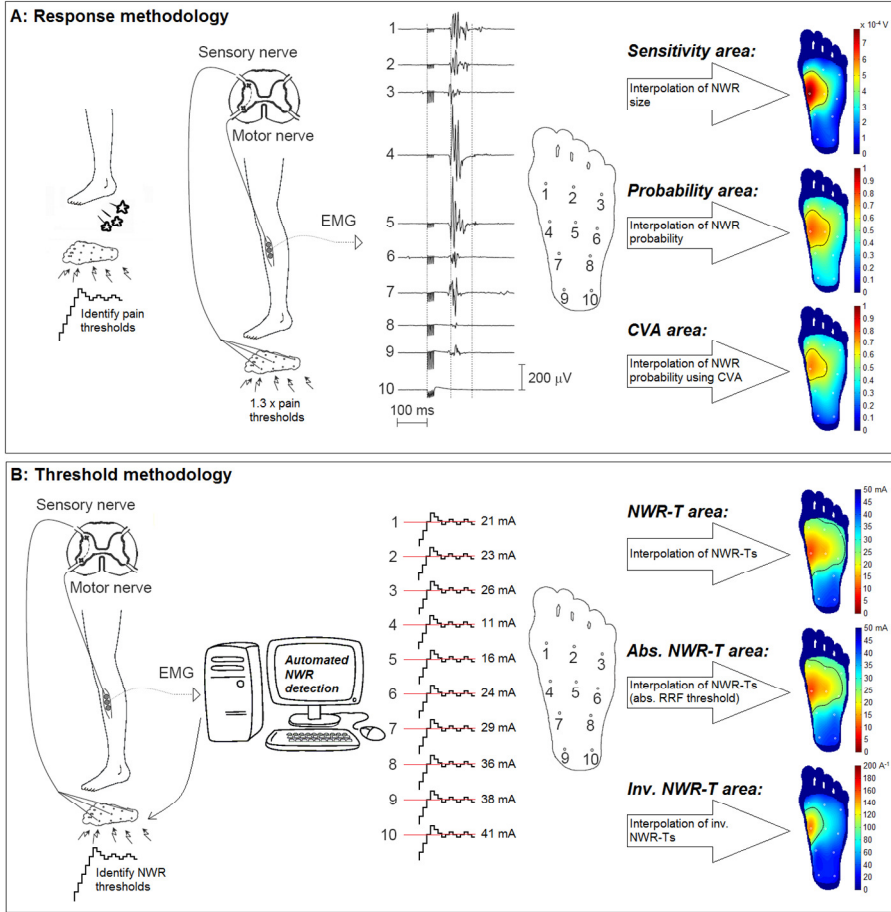 A: Response methodology
Sensory nerve
Motor nerve
EMG
Identify pain
thresholds
1.3 x pain
thresholds
1
2
3
4
5
6
7
8
9
10
200 µV
100 ms
1
2
3
4
5
6
7
8
9
10
Sensitivity area:
Interpolation of NWR
size
x 10⁻⁴ V
7
6
5
4
3
2
1
0
Probability area:
Interpolation of NWR
probability
1
0.9
0.8
0.7
0.6
0.5
0.4
0.3
0.2
0.1
0
CVA area:
Interpolation of NWR
probability using CVA
1
0.9
0.8
0.7
0.6
0.5
0.4
0.3
0.2
0.1
0
B: Threshold methodology
Sensory nerve
Motor nerve
EMG
Automated
NWR
detection
Identify NWR
thresholds
1 21 mA
2 23 mA
3 26 mA
4 11 mA
5 16 mA
6 24 mA
7 29 mA
8 36 mA
9 38 mA
10 41 mA
1
2
3
4
5
6
7
8
9
10
NWR-T area:
Interpolation of NWR-Ts
50 mA
45
40
35
30
25
20
15
10
5
0
Abs. NWR-T area:
Interpolation of NWR-Ts
(abs. RRF threshold)
50 mA
45
40
35
30
25
20
15
10
5
0
Inv. NWR-T area:
Interpolation of inv.
NWR-Ts
200 A⁻¹
180
160
140
120
100
80
60
40
20
0